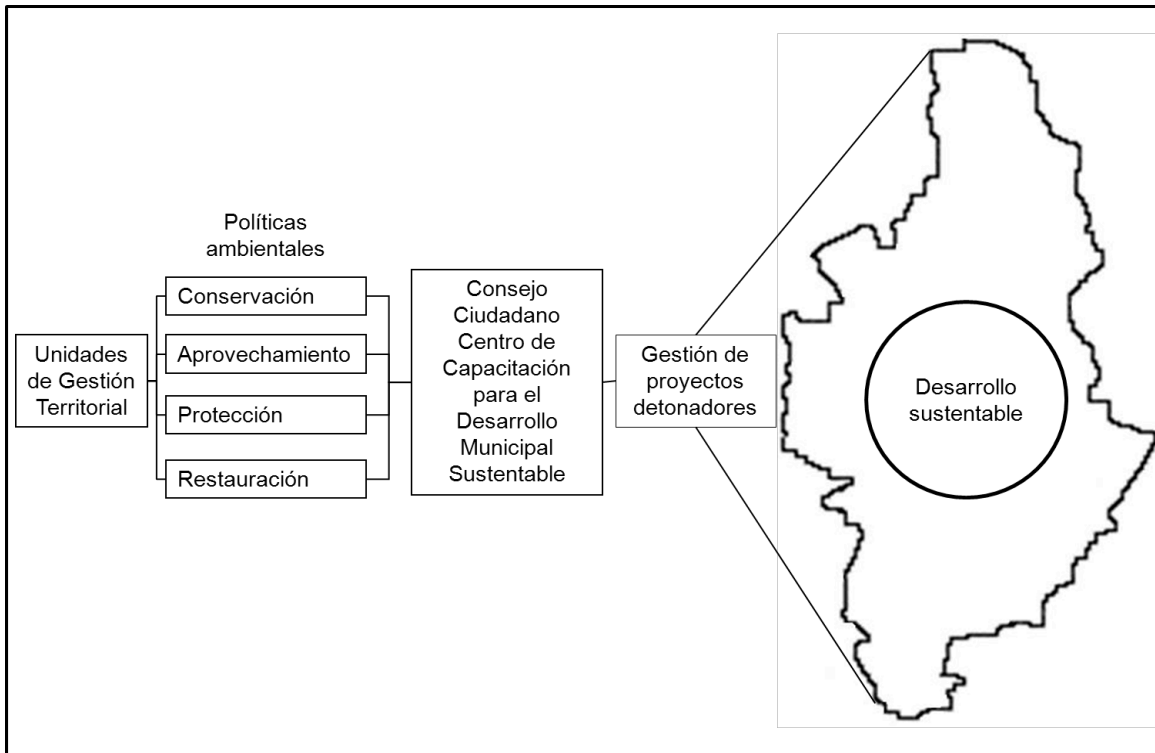 Políticas
ambientales
Unidades
de Gestión
Territorial
Conservación
Aprovechamiento
Protección
Restauración
Consejo
Ciudadano
Centro de
Capacitación
para el
Desarrollo
Municipal
Sustentable
Gestión de
proyectos
detonadores
Desarrollo
sustentable